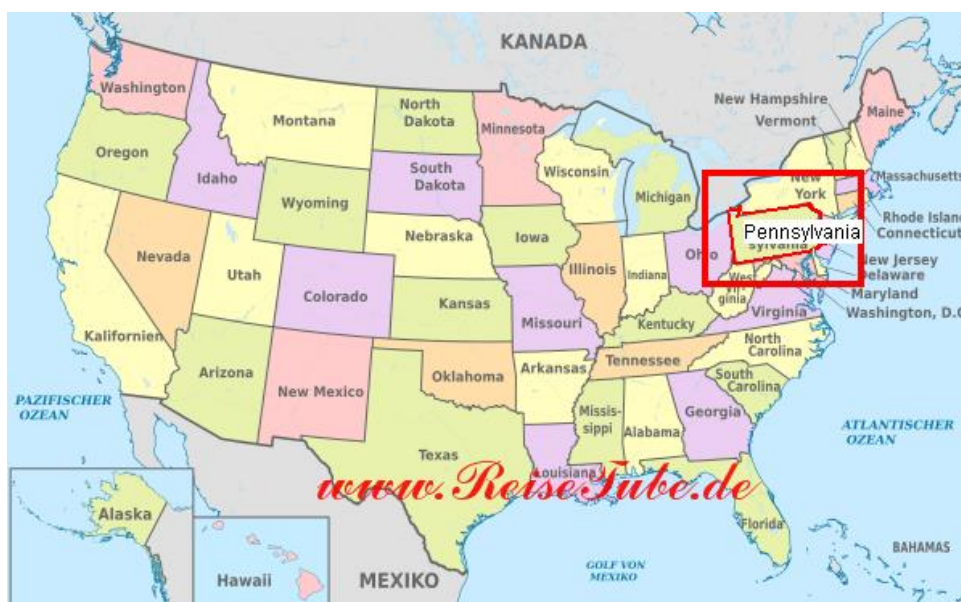 KANADA
Washington
Montana
North
Dakota
Minnesota
New Hampshire
Vermont
Maine
Oregon
Idaho
South
Dakota
Wisconsin
Michigan
New
York
Massachusetts
Wyoming
Rhode Island
Connecticut
Nevada
Utah
Nebraska
Iowa
Illinois
Indiana
Ohio
Pennsylvania
sylvania
New Jersey
Delaware
Maryland
Washington, D.C
West
Vir-
ginia
Virginia
Kalifornien
Colorado
Kansas
Missouri
Kentucky
North
Carolina
Tennessee
South
Carolina
Arizona
New Mexico
Oklahoma
Arkansas
Missis-
sippi
Alabama
Georgia
PAZIFISCHER
OZEAN
ATLANTISCHER
OZEAN
Texas
Louisiana
www.ReiseTube.de
Florida
Alaska
Hawaii
MEXIKO
GOLF VON
MEXIKO
BAHAMAS